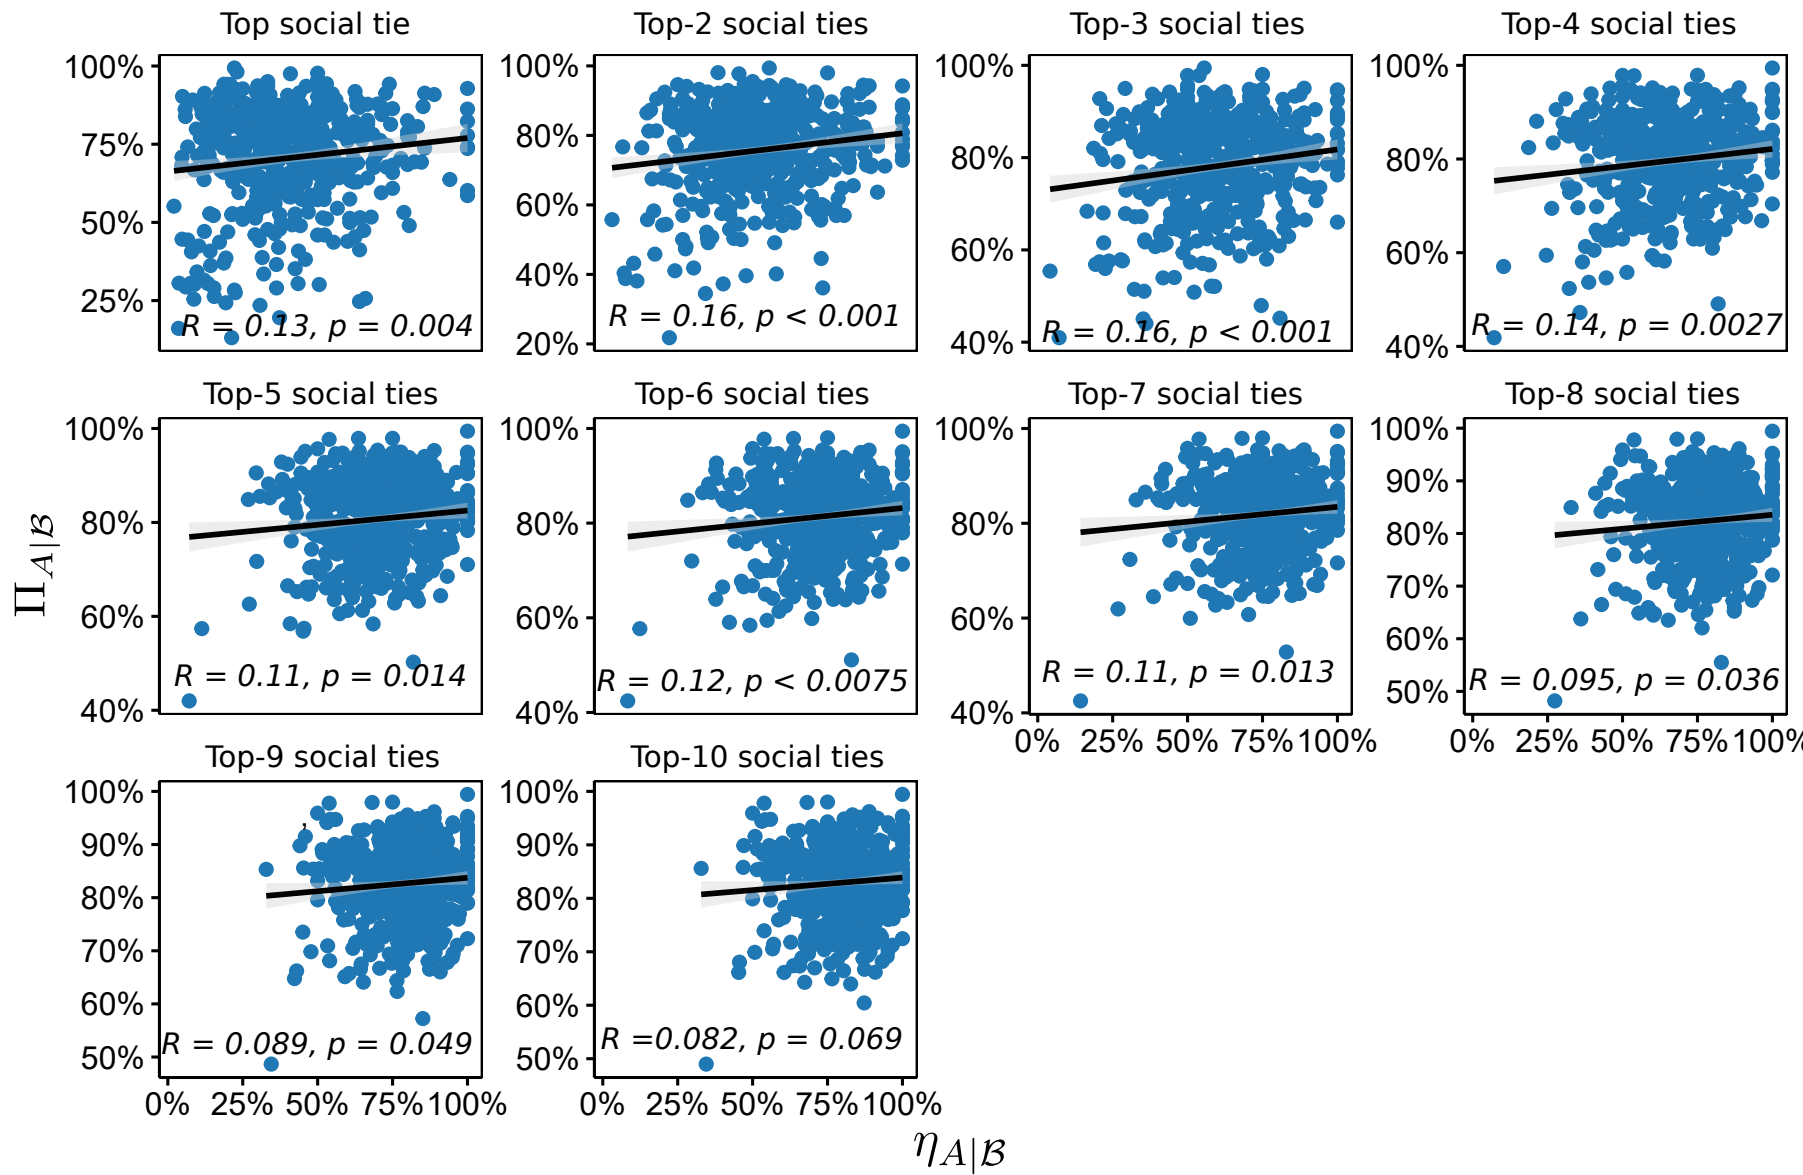 Top social tie
Top-2 social ties
Top-3 social ties
Top-4 social ties
100%
75%
50%
25%
R = 0.13, p = 0.004
100%
80%
60%
40%
20%
R = 0.16, p < 0.001
100%
80%
60%
40%
R = 0.16, p < 0.001
100%
80%
60%
40%
R = 0.14, p = 0.0027
Top-5 social ties
Top-6 social ties
Top-7 social ties
Top-8 social ties
100%
80%
60%
40%
R = 0.11, p = 0.014
100%
80%
60%
40%
R = 0.12, p < 0.0075
100%
80%
60%
40%
R = 0.11, p = 0.013
0% 25% 50% 75% 100%
100%
90%
80%
70%
60%
50%
R = 0.095, p = 0.036
0% 25% 50% 75% 100%
Π_{A|ℬ}
Top-9 social ties
Top-10 social ties
100%
90%
80%
70%
60%
50%
,
R = 0.089, p = 0.049
0% 25% 50% 75% 100%
100%
90%
80%
70%
60%
50%
R =0.082, p = 0.069
0% 25% 50% 75% 100%
η_{A|ℬ}